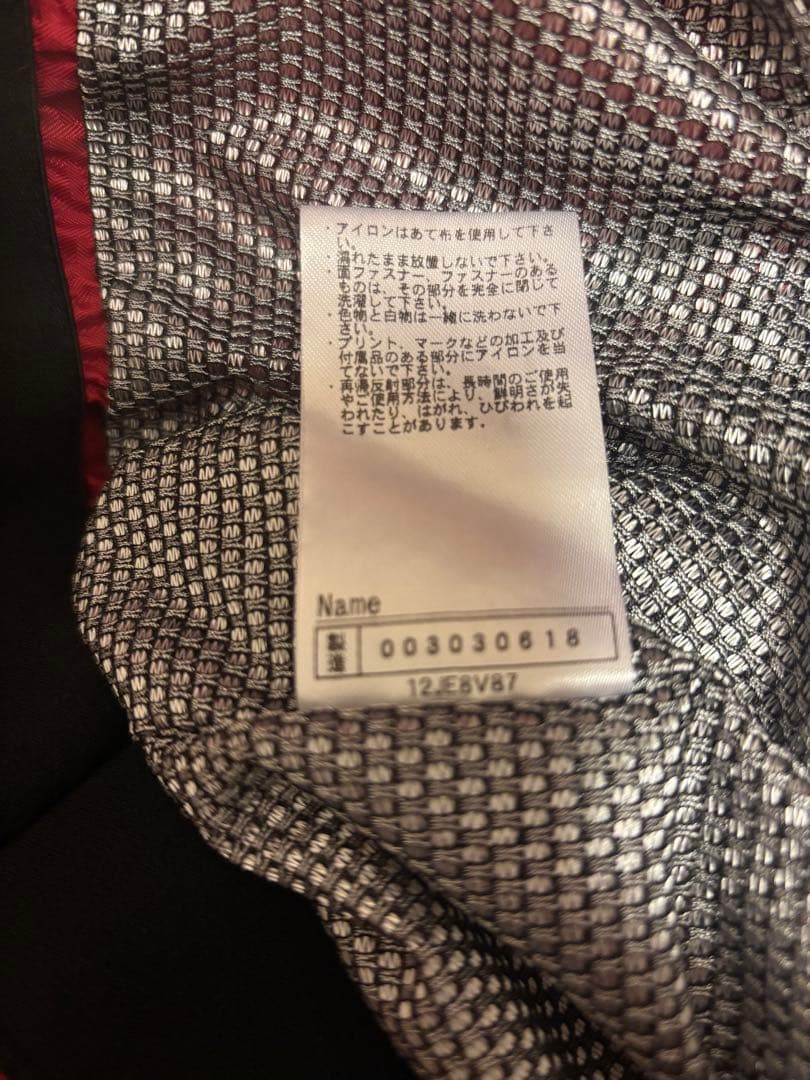 ・アイロンはあて布を使用して下さ
い。
・濡れたまま放置しないで下さい。
・面ファスナー、ファスナーのある
ものは、その部分を完全に閉じて
洗濯して下さい。
・色物と白物は一緒に洗わないで下
さい。
・プリント、マークなどの加工及び
付属品のある部分にアイロンを当
てないで下さい。
・再帰反射部分は、長時間のご使用
やご使用方法により、鮮明さが失
われたり、はがれ、ひびわれを起
こすことがあります。
Name
製造 003030618
12JE8V87